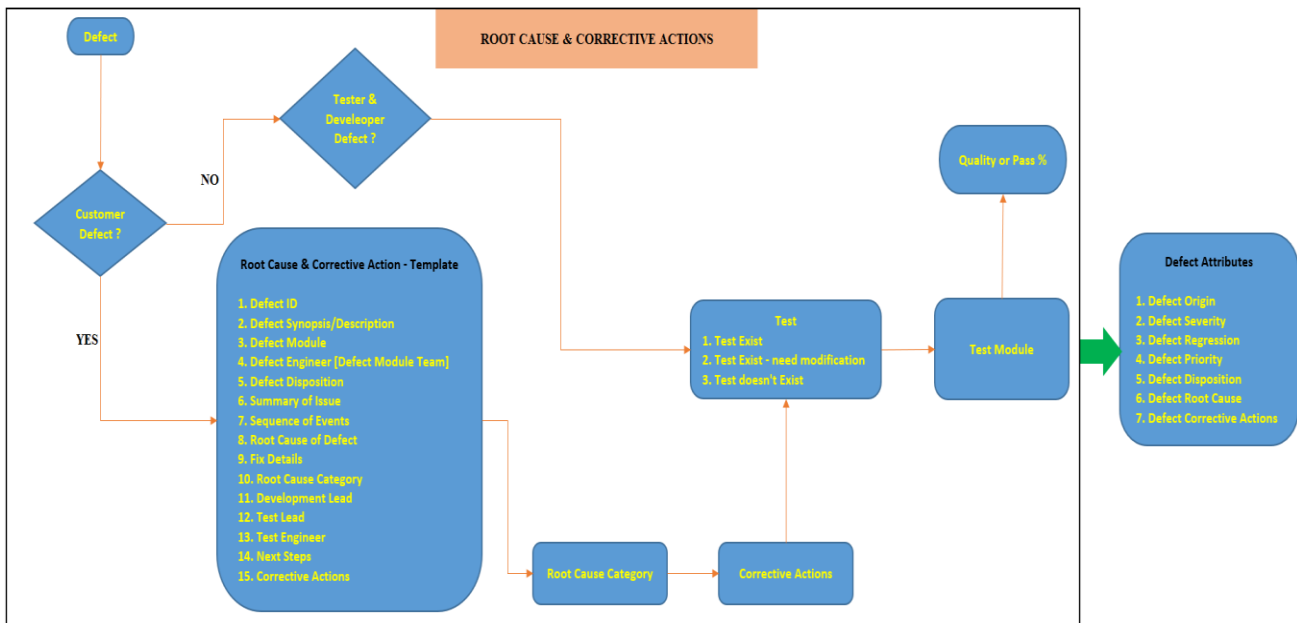 ROOT CAUSE & CORRECTIVE ACTIONS
Defect
Tester &
Develeoper
Defect ?
Quality or Pass %
NO
Customer
Defect ?
YES
Root Cause & Corrective Action - Template
1. Defect ID
2. Defect Synopsis/Description
3. Defect Module
4. Defect Engineer [Defect Module Team]
5. Defect Disposition
6. Summary of Issue
7. Sequence of Events
8. Root Cause of Defect
9. Fix Details
10. Root Cause Category
11. Development Lead
12. Test Lead
13. Test Engineer
14. Next Steps
15. Corrective Actions
Root Cause Category
Corrective Actions
Test
1. Test Exist
2. Test Exist - need modification
3. Test doesn't Exist
Test Module
Defect Attributes
1. Defect Origin
2. Defect Severity
3. Defect Regression
4. Defect Priority
5. Defect Disposition
6. Defect Root Cause
7. Defect Corrective Actions